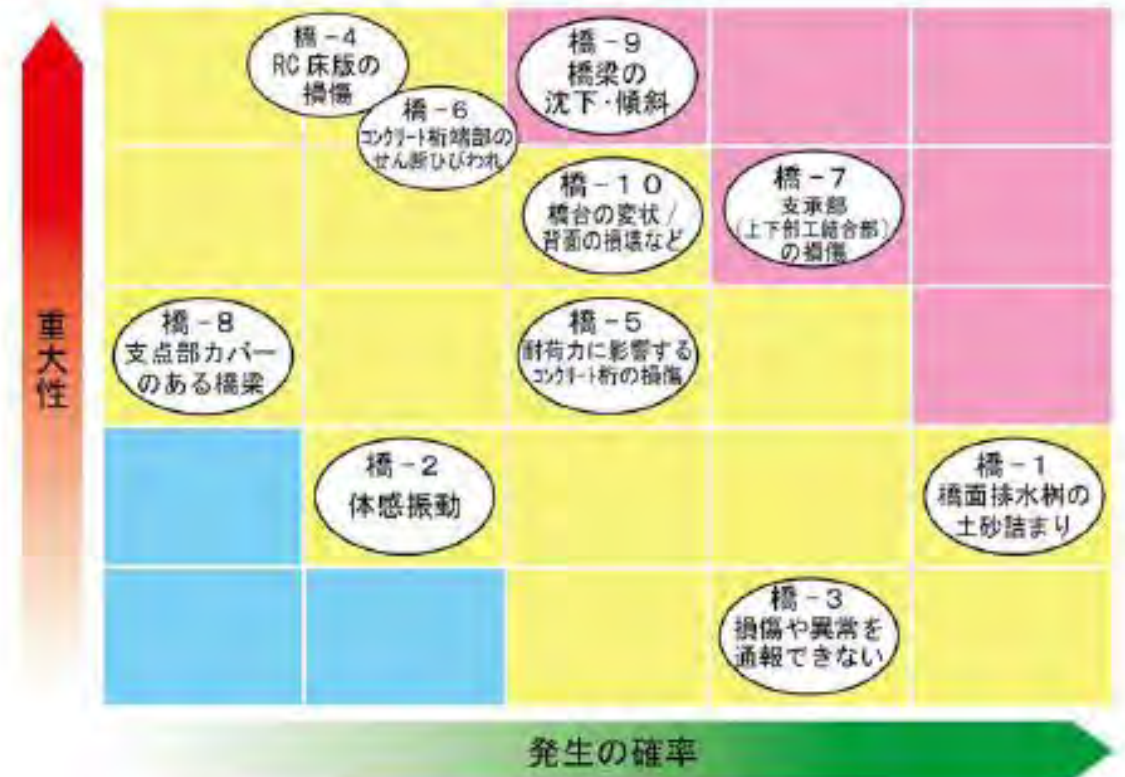 橋-4
RC床版の
損傷
橋-6
コンクリート桁端部の
せん断ひびわれ
橋-9
橋梁の
沈下・傾斜
橋-10
橋台の変状/
背面の損壊など
橋-7
支承部
(上下部工結合部)
の損傷
重大性
橋-8
支点部カバー
のある橋梁
橋-5
耐荷力に影響する
コンクリート桁の損傷
橋-2
体感振動
橋-1
橋面排水桝の
土砂詰まり
橋-3
損傷や異常を
通報できない
発生の確率